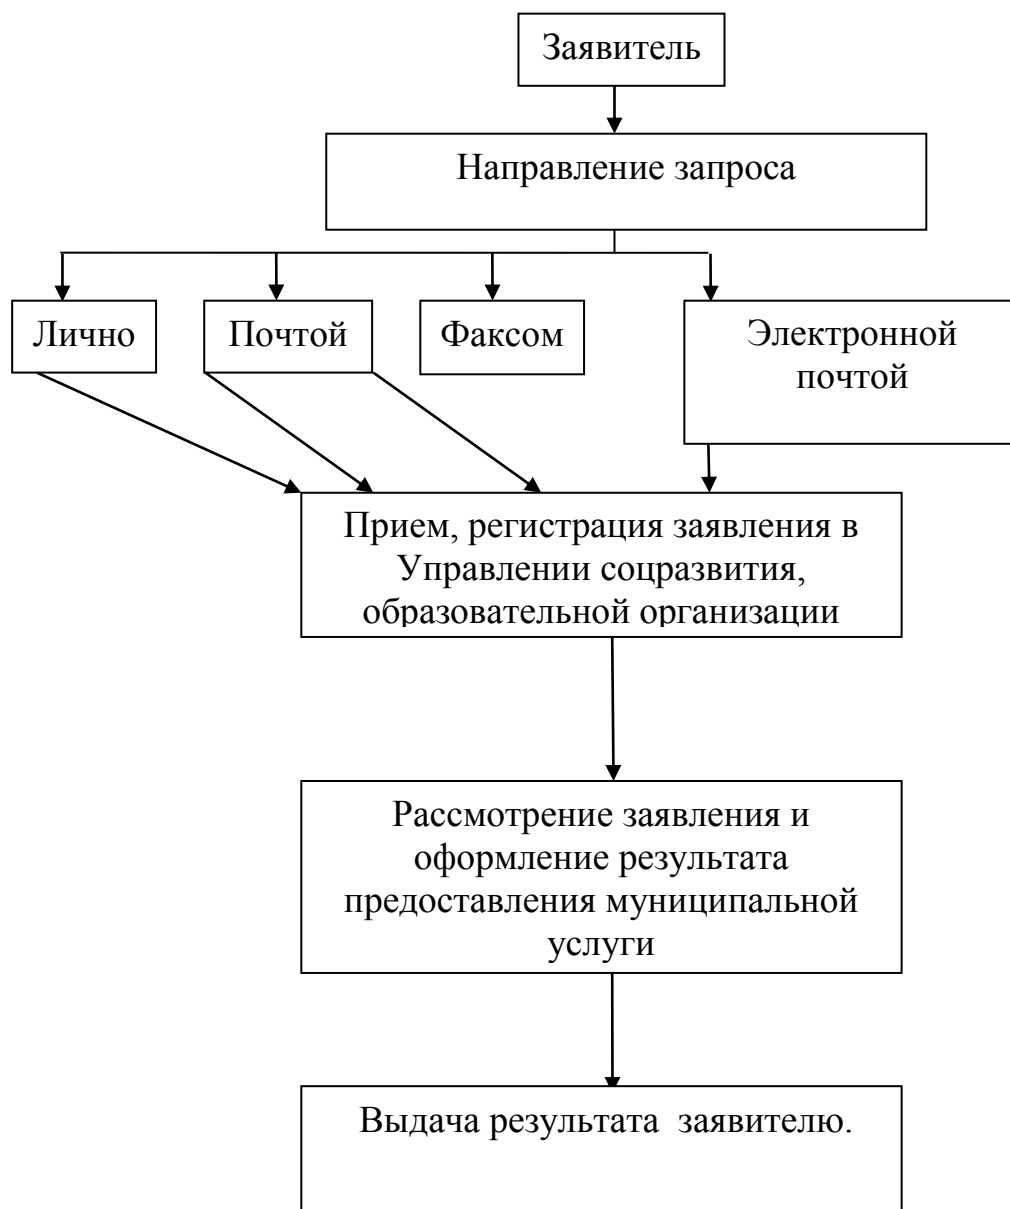 Заявитель
Направление запроса
Лично
Почтой
Факсом
Электронной
почтой
Прием, регистрация заявления в
Управлении соцразвития,
образовательной организации
Рассмотрение заявления и
оформление результата
предоставления муниципальной
услуги
Выдача результата  заявителю.